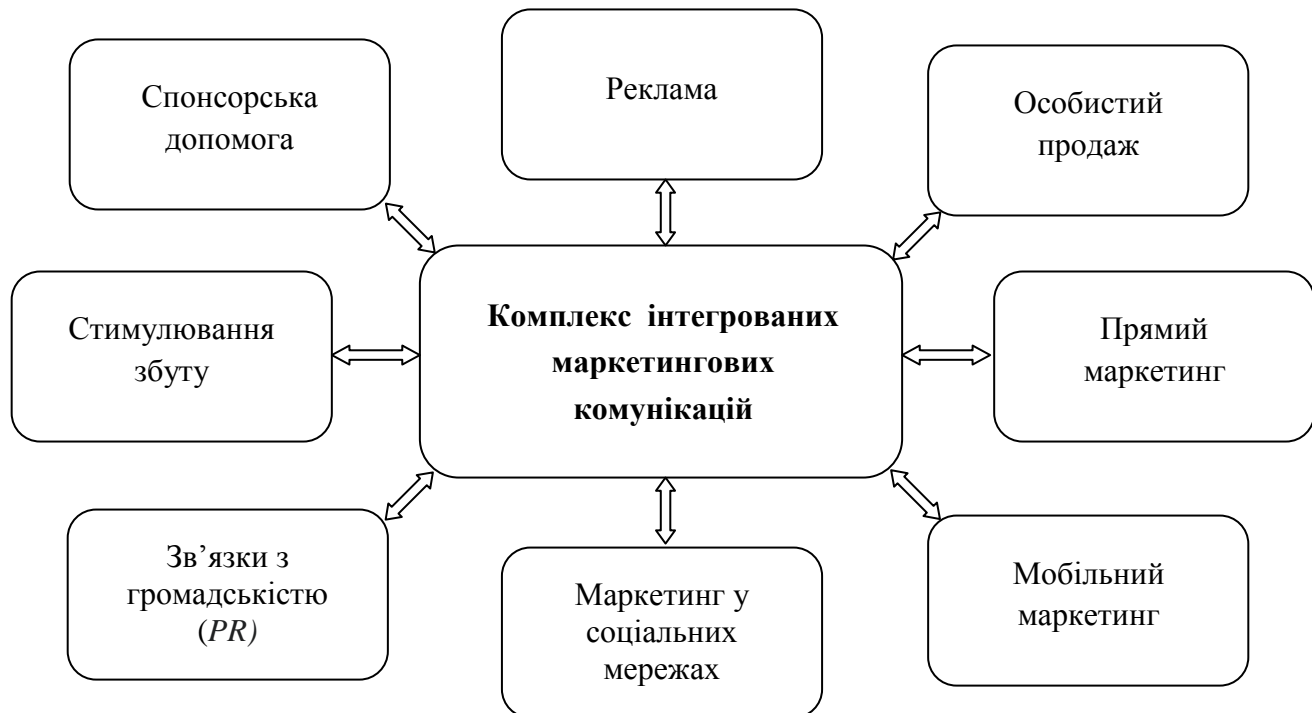 Спонсорська
допомога
Реклама
Особистий
продаж
Стимулювання
збуту
Комплекс інтегрованих
маркетингових
комунікацій
Прямий
маркетинг
Зв’язки з
громадськістю
(PR)
Маркетинг у
соціальних
мережах
Мобільний
маркетинг